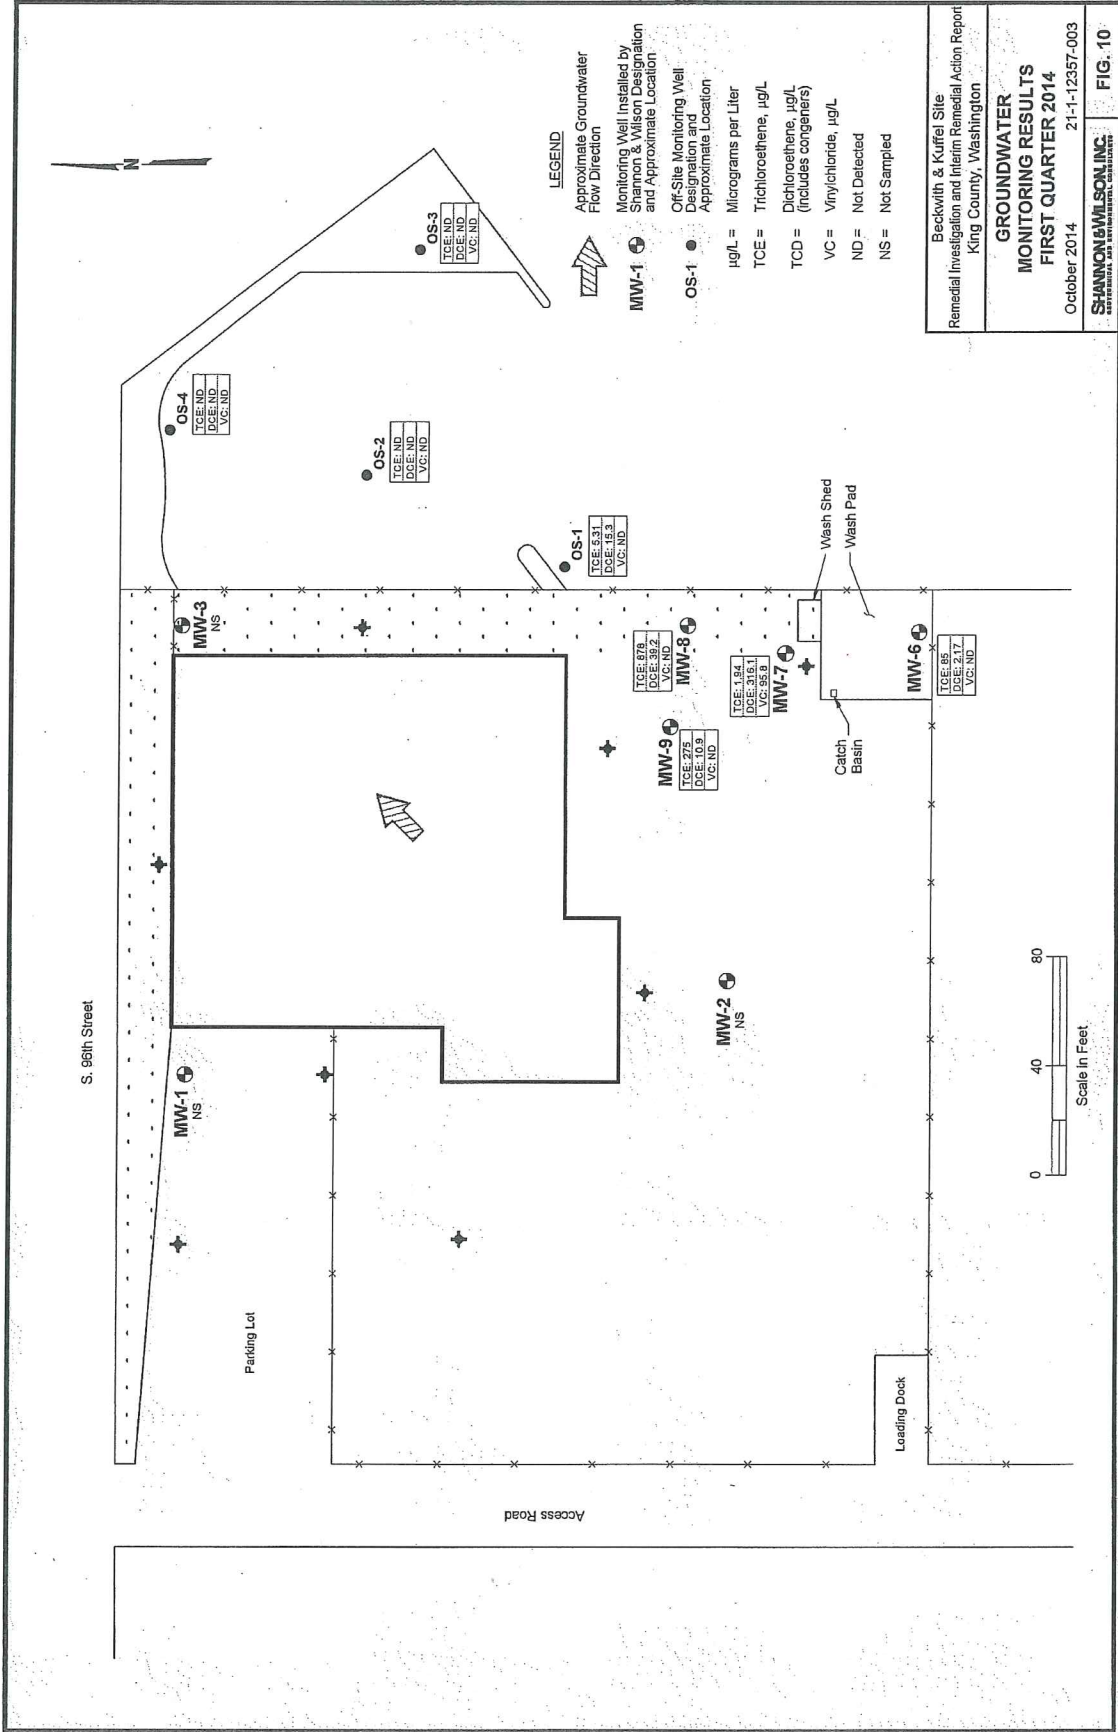 S. 96th Street
N
MW-1
NS
MW-3
NS
OS-4
TCE: ND
DCE: ND
VC: ND
OS-3
TCE: ND
DCE: ND
VC: ND
OS-2
TCE: ND
DCE: ND
VC: ND
OS-1
TCE: 5.31
DCE: 15.3
VC: ND
Parking Lot
Access Road
Loading Dock
MW-2
NS
TCE: 878
DCE: 39.2
VC: ND
MW-8
MW-9
TCE: 275
DCE: 10.9
VC: ND
TCE: 1.94
DCE: 316.1
VC: 95.8
MW-7
Catch
Basin
MW-6
TCE: 85
DCE: 2.17
VC: ND
Wash Shed
Wash Pad
0 40 80
Scale in Feet
LEGEND
Approximate Groundwater
Flow Direction
MW-1
Monitoring Well Installed by
Shannon & Wilson Designation
and Approximate Location
OS-1
Off-Site Monitoring Well
Designation and
Approximate Location
µg/L = Micrograms per Liter
TCE = Trichloroethene, µg/L
TCD = Dichloroethene, µg/L
(includes congeners)
VC = Vinylchloride, µg/L
ND = Not Detected
NS = Not Sampled
Beckwith & Kuffel Site
Remedial Investigation and Interim Remedial Action Report
King County, Washington
GROUNDWATER
MONITORING RESULTS
FIRST QUARTER 2014
October 2014 21-1-12357-003
SHANNON & WILSON, INC.
GEOTECHNICAL AND ENVIRONMENTAL CONSULTANTS
FIG. 10